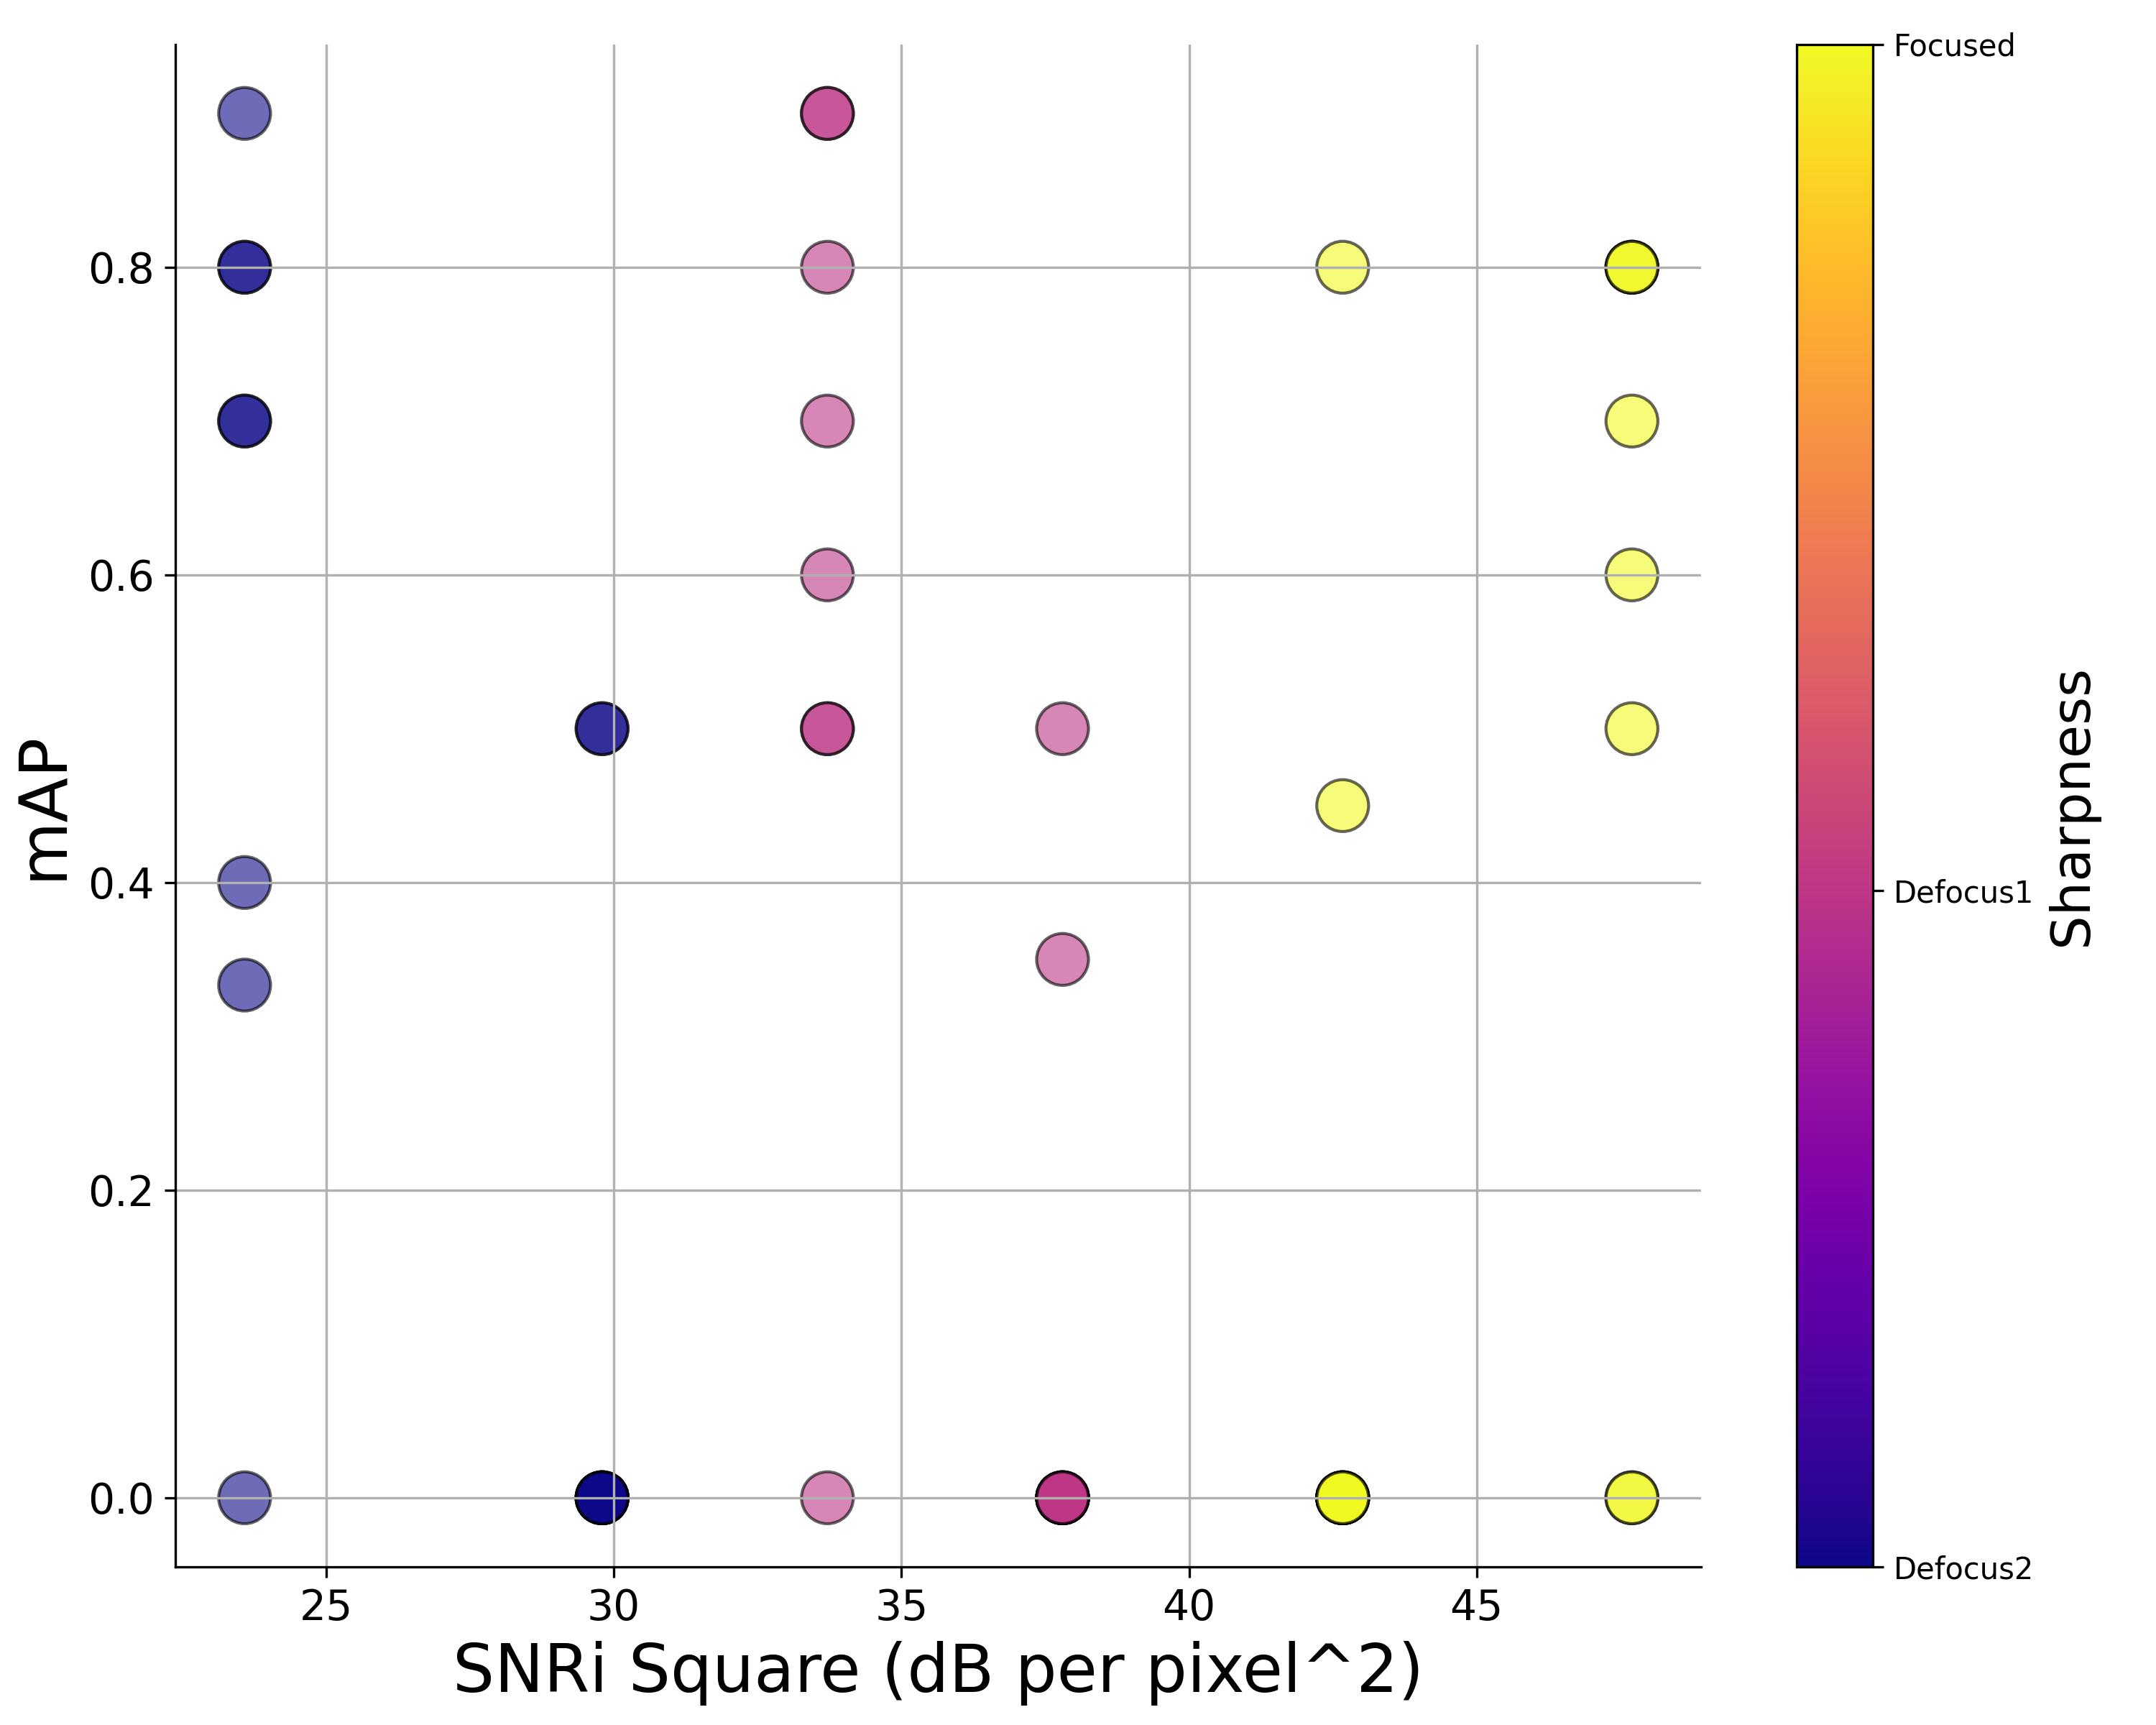 mAP
0.8
0.6
0.4
0.2
0.0
25 30 35 40 45
SNRi Square (dB per pixel^2)
Focused
Defocus1
Defocus2
Sharpness